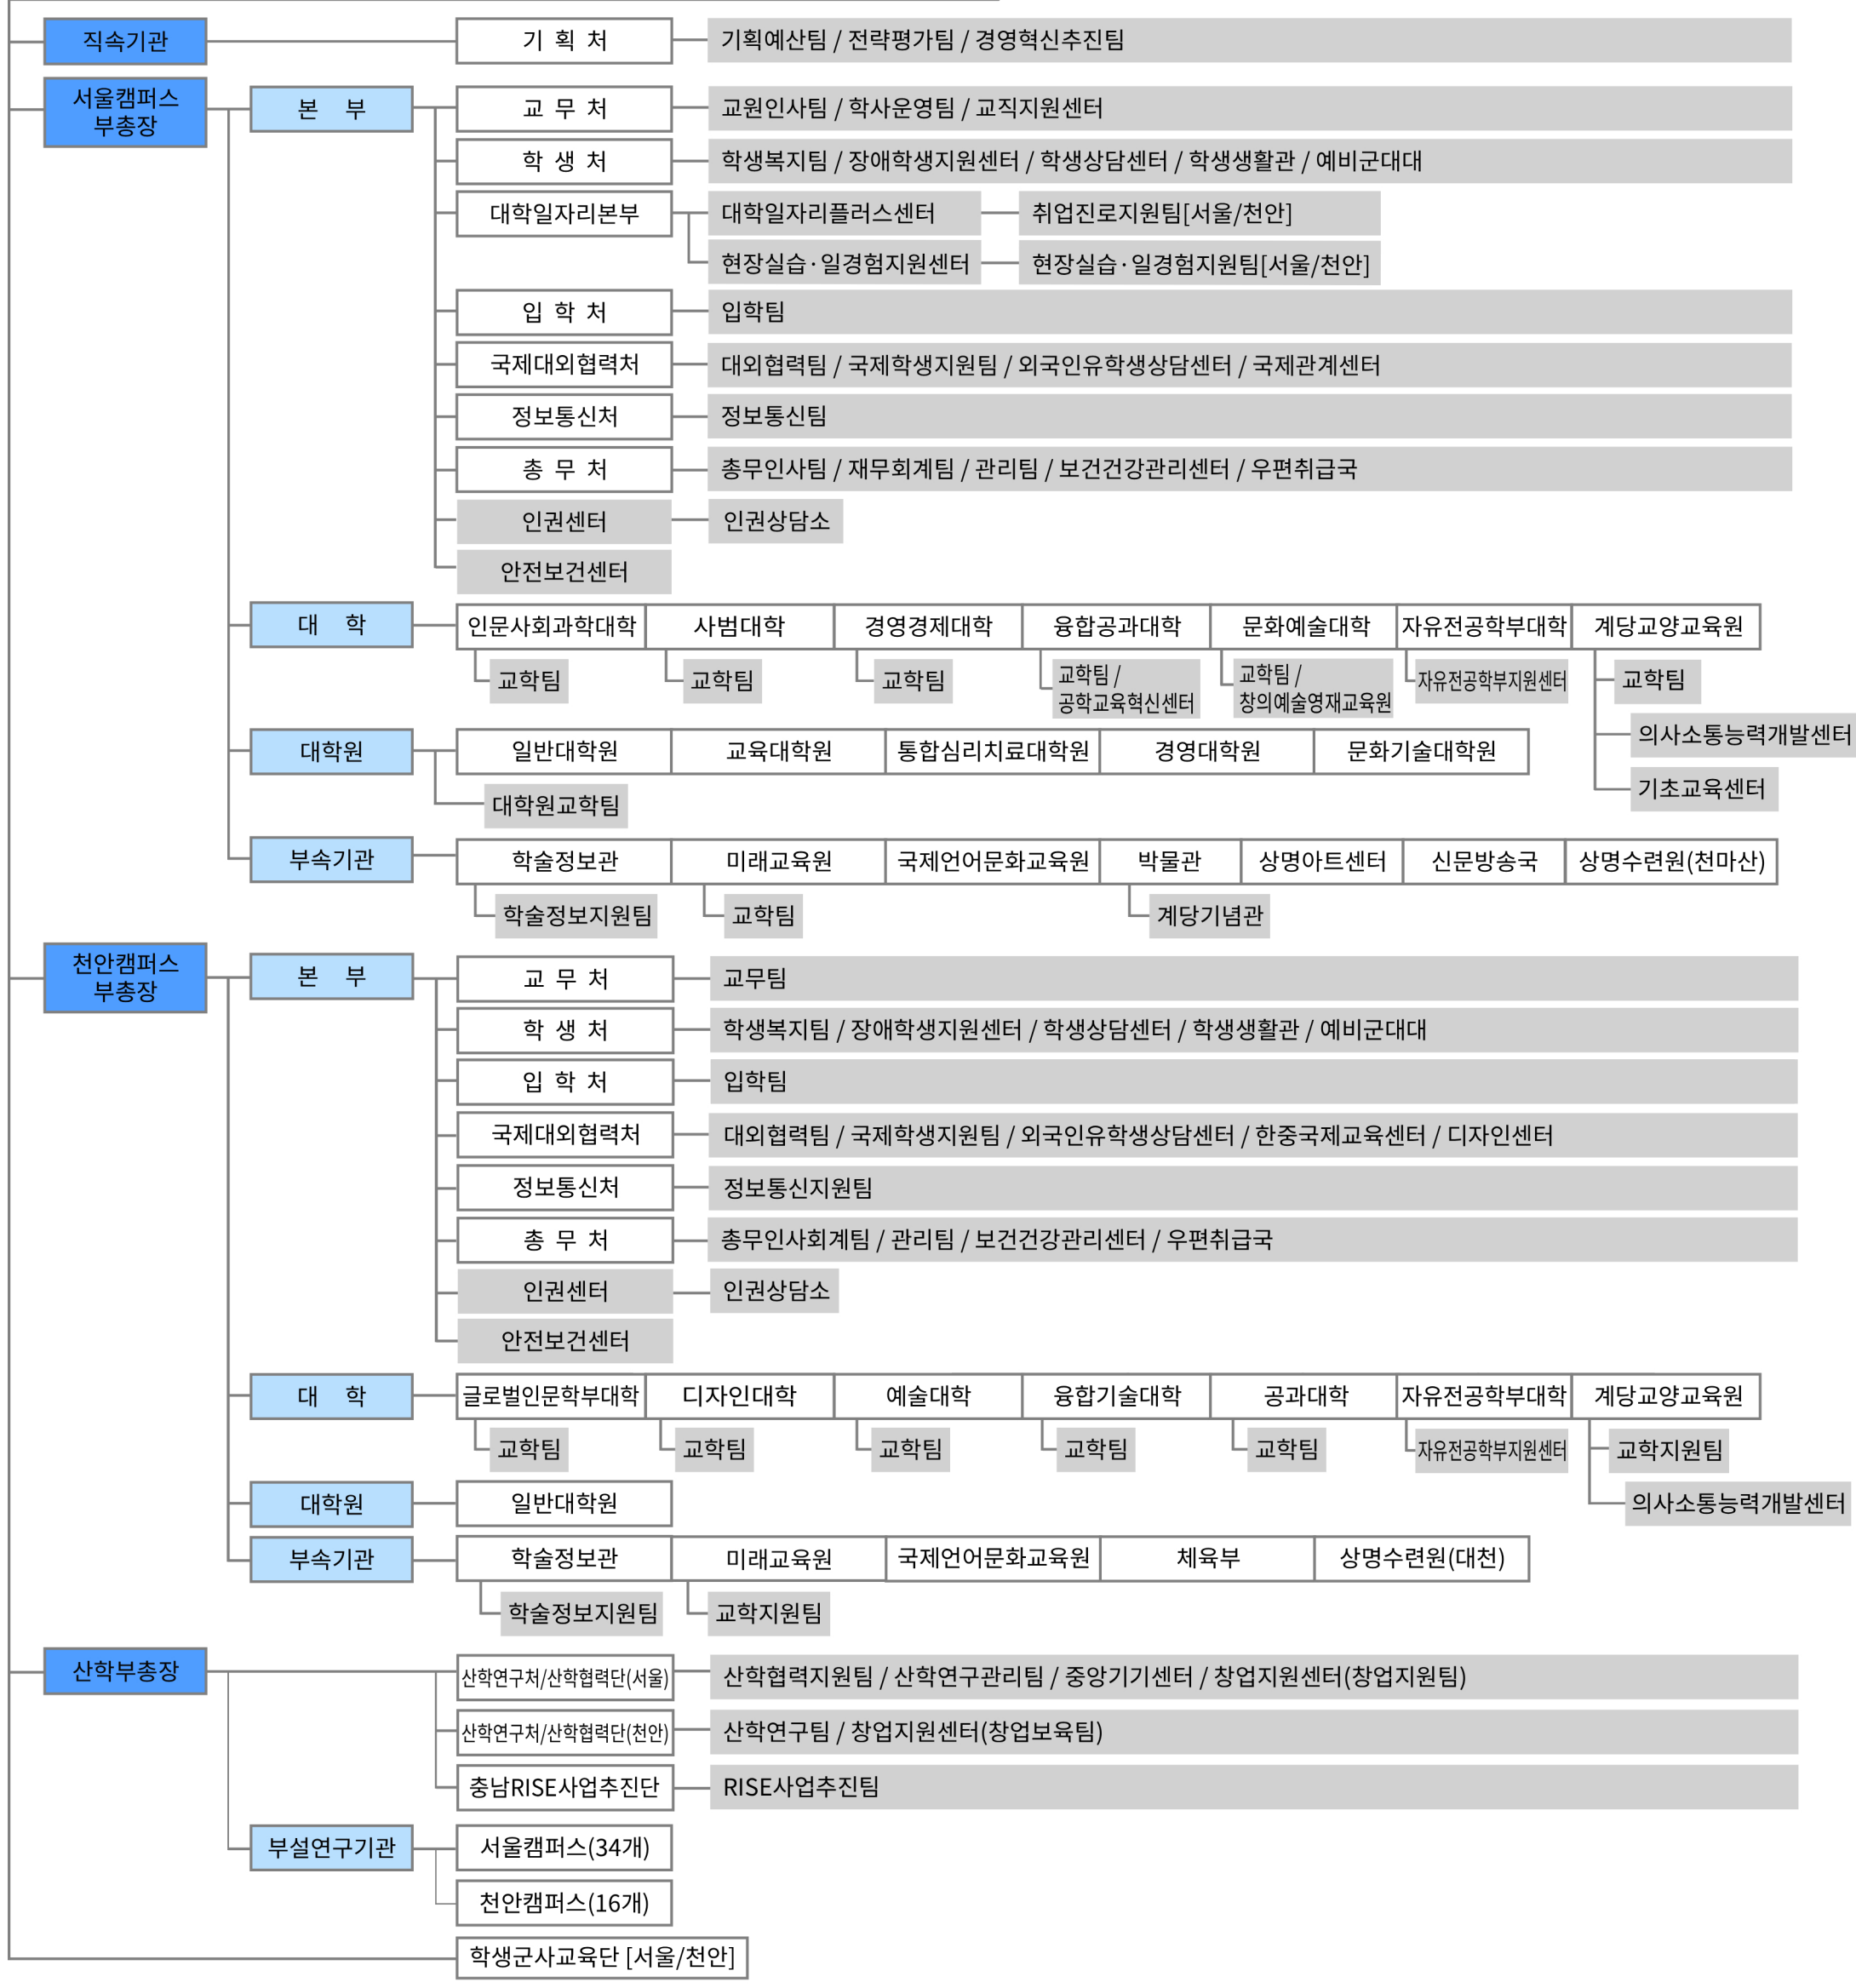 직속기관
기 획 처
기획예산팀 / 전략평가팀 / 경영혁신추진팀
서울캠퍼스
부총장
본 부
교 무 처
교원인사팀 / 학사운영팀 / 교직지원센터
학 생 처
학생복지팀 / 장애학생지원센터 / 학생상담센터 / 학생생활관 / 예비군대대
대학일자리본부
대학일자리플러스센터
취업진로지원팀[서울/천안]
현장실습·일경험지원센터
현장실습·일경험지원팀[서울/천안]
입 학 처
입학팀
국제대외협력처
대외협력팀 / 국제학생지원팀 / 외국인유학생상담센터 / 국제관계센터
정보통신처
정보통신팀
총 무 처
총무인사팀 / 재무회계팀 / 관리팀 / 보건건강관리센터 / 우편취급국
인권센터
인권상담소
안전보건센터
대 학
인문사회과학대학
사범대학
경영경제대학
융합공과대학
문화예술대학
자유전공학부대학
계당교양교육원
교학팀
교학팀
교학팀
교학팀 /
공학교육혁신센터
교학팀 /
창의예술영재교육원
자유전공학부지원센터
교학팀
의사소통능력개발센터
기초교육센터
대학원
일반대학원
교육대학원
통합심리치료대학원
경영대학원
문화기술대학원
대학원교학팀
부속기관
학술정보관
미래교육원
국제언어문화교육원
박물관
상명아트센터
신문방송국
상명수련원(천마산)
학술정보지원팀
교학팀
계당기념관
천안캠퍼스
부총장
본 부
교 무 처
교무팀
학 생 처
학생복지팀 / 장애학생지원센터 / 학생상담센터 / 학생생활관 / 예비군대대
입 학 처
입학팀
국제대외협력처
대외협력팀 / 국제학생지원팀 / 외국인유학생상담센터 / 한중국제교육센터 / 디자인센터
정보통신처
정보통신지원팀
총 무 처
총무인사회계팀 / 관리팀 / 보건건강관리센터 / 우편취급국
인권센터
인권상담소
안전보건센터
대 학
글로벌인문학부대학
디자인대학
예술대학
융합기술대학
공과대학
자유전공학부대학
계당교양교육원
교학팀
교학팀
교학팀
교학팀
교학팀
자유전공학부지원센터
교학지원팀
의사소통능력개발센터
대학원
일반대학원
부속기관
학술정보관
미래교육원
국제언어문화교육원
체육부
상명수련원(대천)
학술정보지원팀
교학지원팀
산학부총장
산학연구처/산학협력단(서울)
산학협력지원팀 / 산학연구관리팀 / 중앙기기센터 / 창업지원센터(창업지원팀)
산학연구처/산학협력단(천안)
산학연구팀 / 창업지원센터(창업보육팀)
충남RISE사업추진단
RISE사업추진팀
부설연구기관
서울캠퍼스(34개)
천안캠퍼스(16개)
학생군사교육단 [서울/천안]